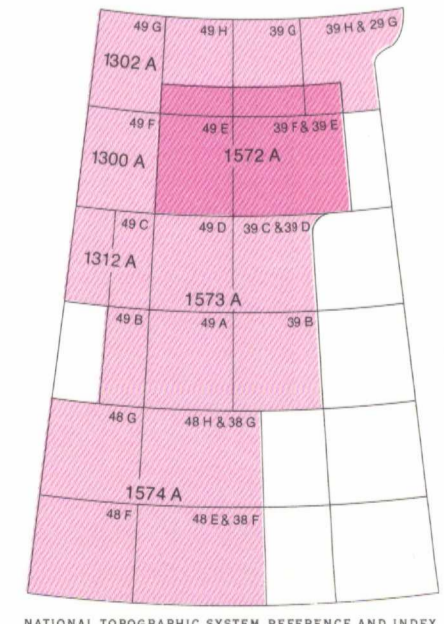 49 G 49 H 39 G 39 H & 29 G
1302 A
49 F 49 E 39 F & 39 E
1300 A 1572 A
49 C 49 D 39 C & 39 D
1312 A
1573 A
49 B 49 A 39 B
48 G 48 H & 38 G
1574 A
48 F 48 E & 38 F
NATIONAL TOPOGRAPHIC SYSTEM REFERENCE AND INDEX